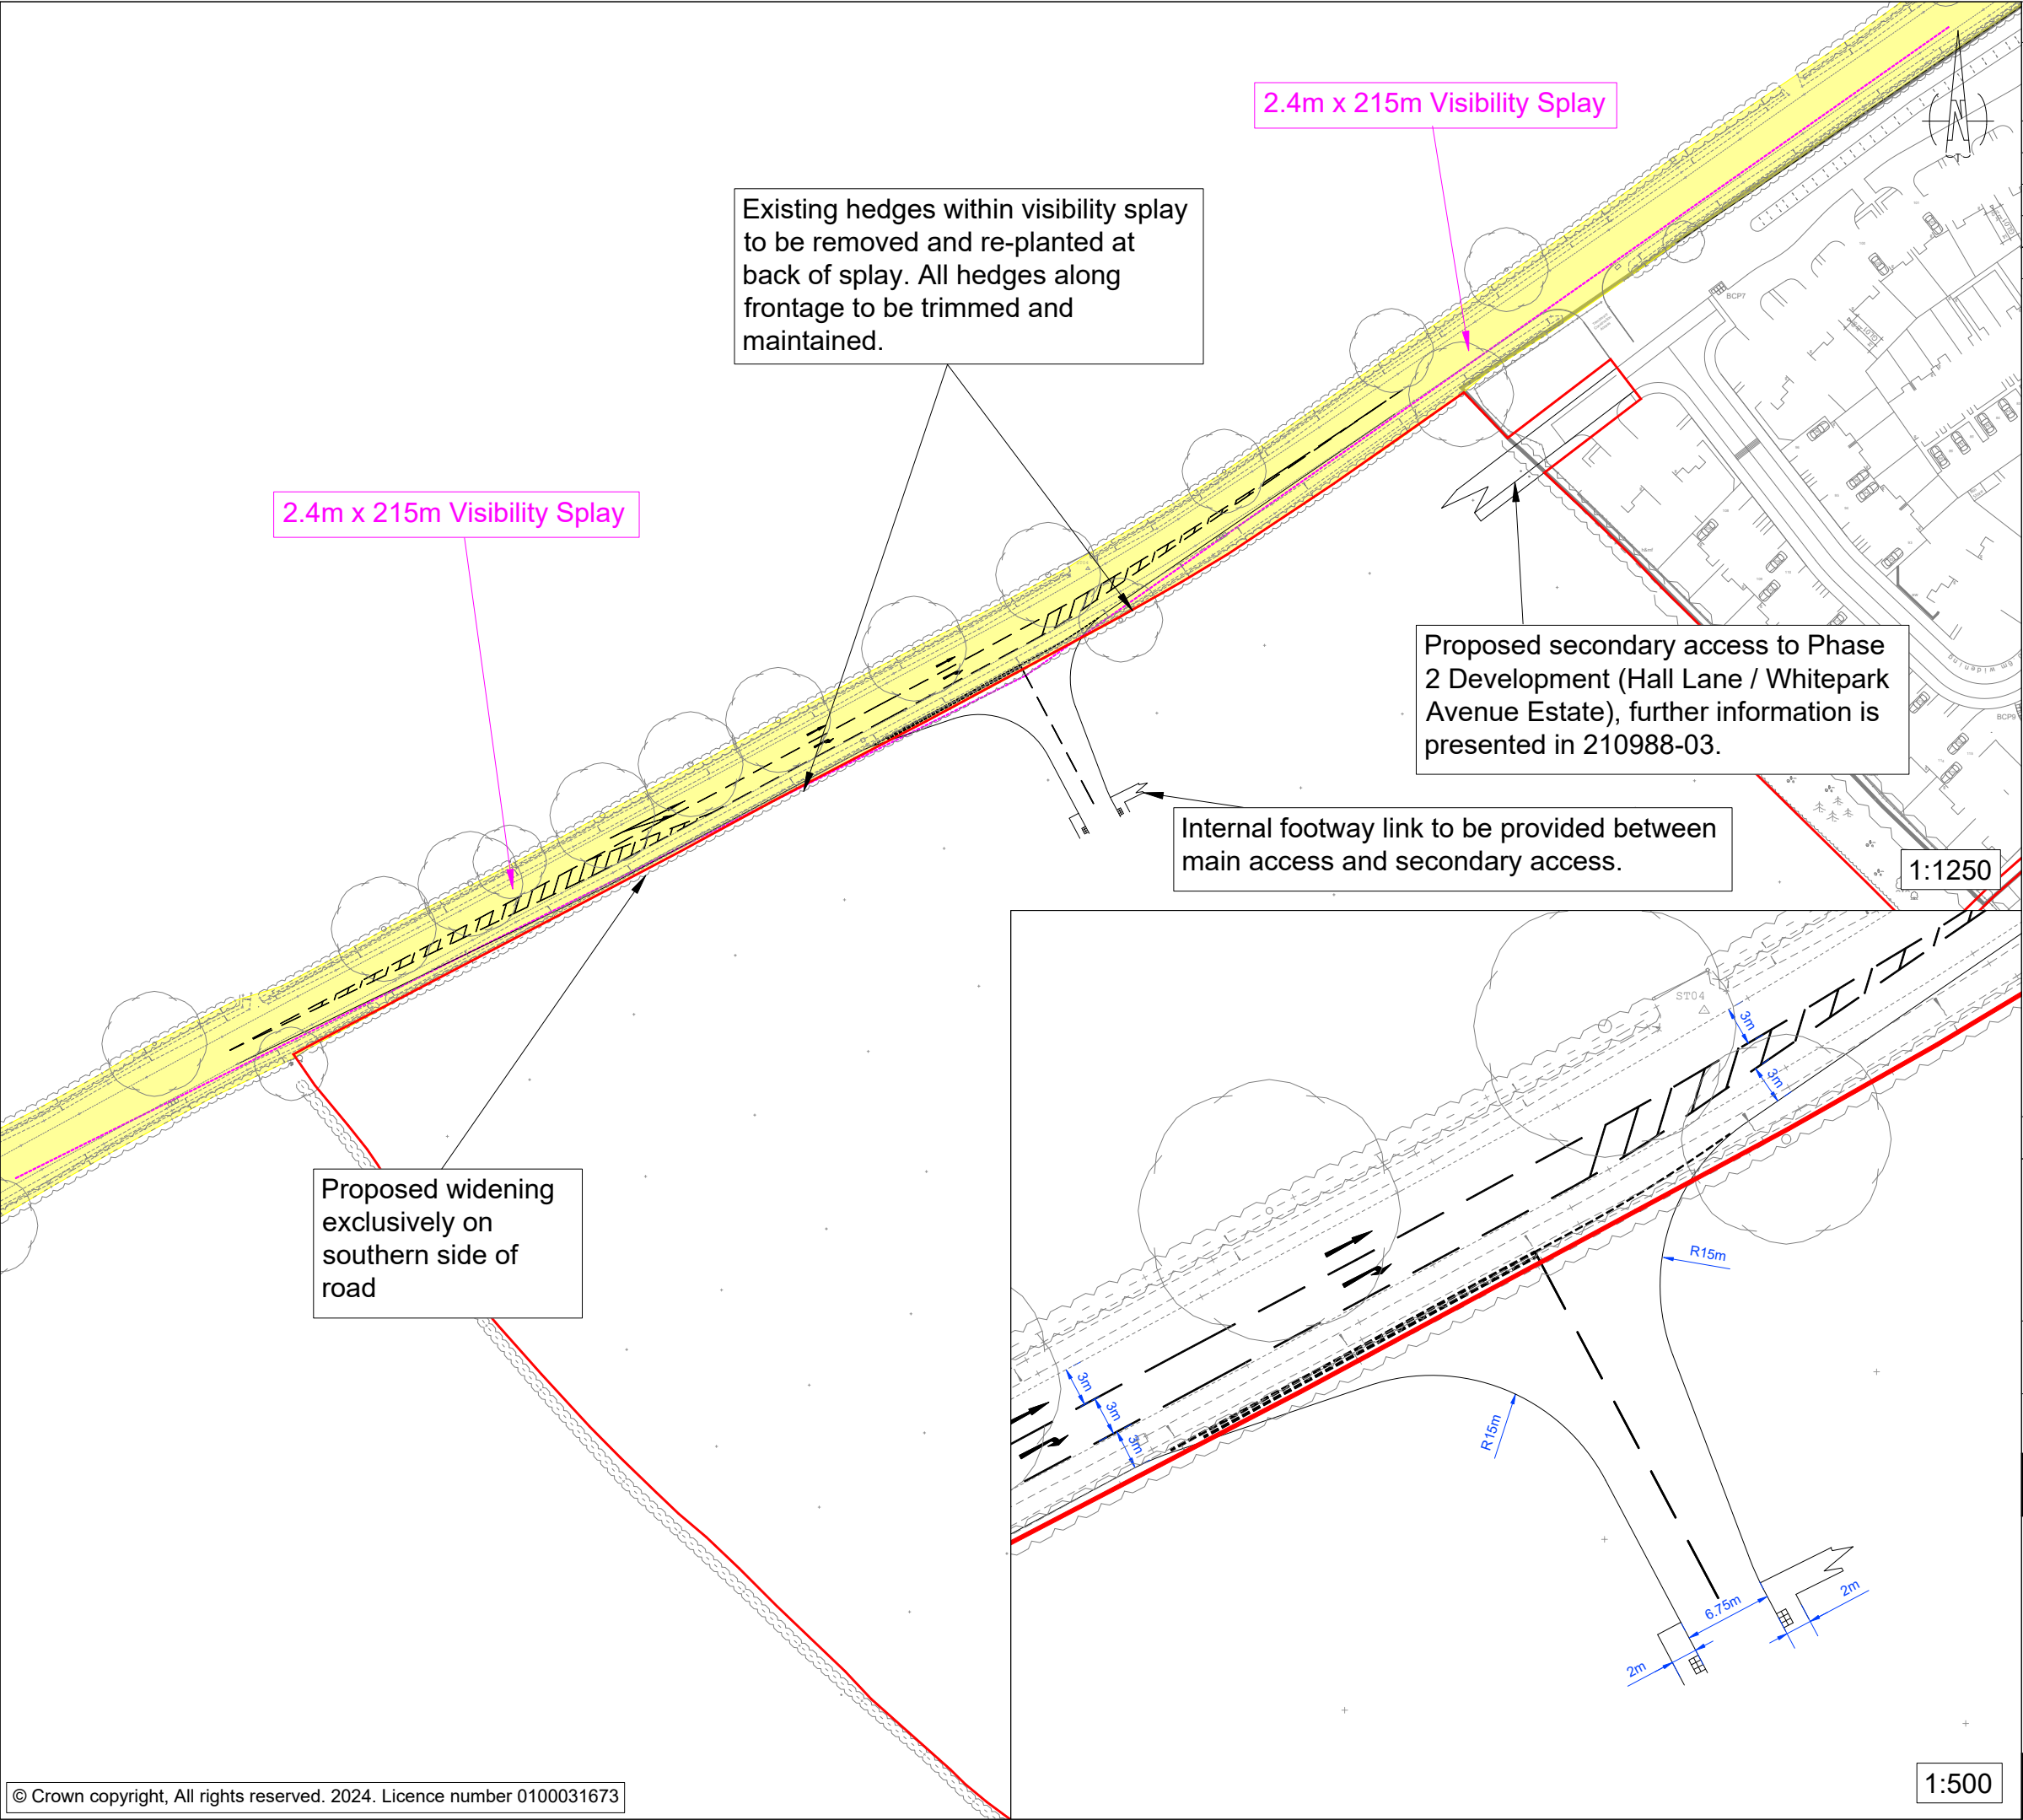 2.4m x 215m Visibility Splay
N
Existing hedges within visibility splay
to be removed and re-planted at
back of splay. All hedges along
frontage to be trimmed and
maintained.
BCP7
2.4m x 215m Visibility Splay
ST04
Proposed secondary access to Phase
2 Development (Hall Lane / Whitepark
Avenue Estate), further information is
presented in 210988-03.
6m widening
BCP9
Internal footway link to be provided between
main access and secondary access.
1:1250
ST04
3m
3m
Proposed widening
exclusively on
southern side of
road
R15m
3m
3m
3m
R15m
6.75m
2m
2m
1:500
© Crown copyright, All rights reserved. 2024. Licence number 0100031673